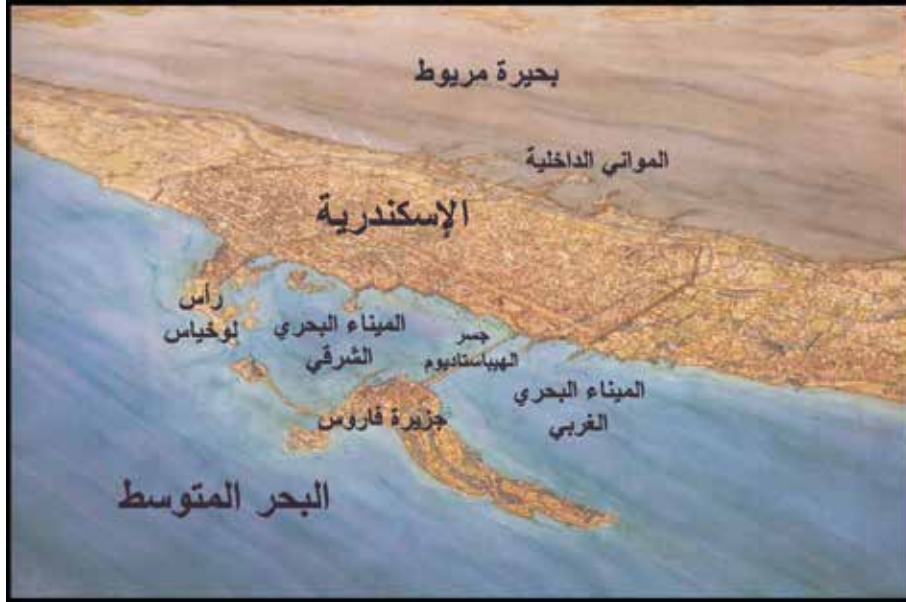 بحيرة مريوط
المواني الداخلية
الإسكندرية
رأس
لوخياس
الميناء البحري
الشرقي
جسر
الهيباستاديوم
الميناء البحري
الغربي
جزيرة فاروس
البحر المتوسط